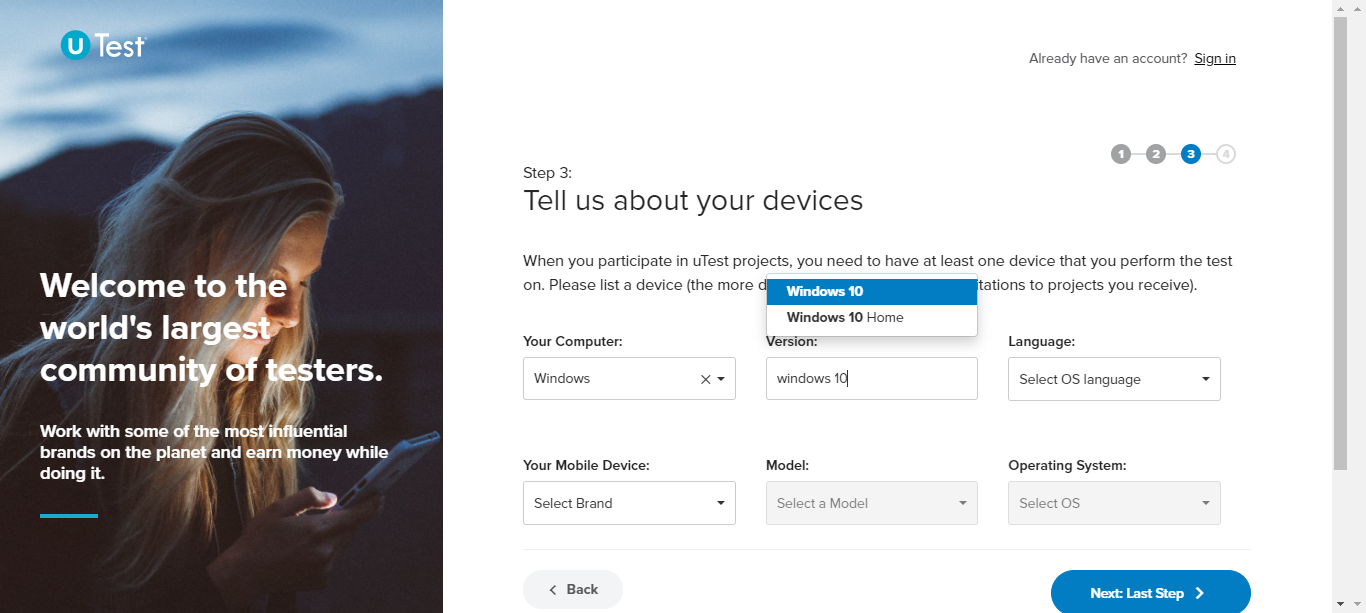 uTest
Already have an account? Sign in
1 2 3 4
Step 3:
Tell us about your devices
When you participate in uTest projects, you need to have at least one device that you perform the test
on. Please list a device (the more d
itations to projects you receive).
Windows 10
Windows 10 Home
Welcome to the
world's largest
community of testers.
Work with some of the most influential
brands on the planet and earn money while
doing it.
Your Computer:
Version:
Language:
Windows
windows 10
Select OS language
Your Mobile Device:
Model:
Operating System:
Select Brand
Select a Model
Select OS
Back
Next: Last Step